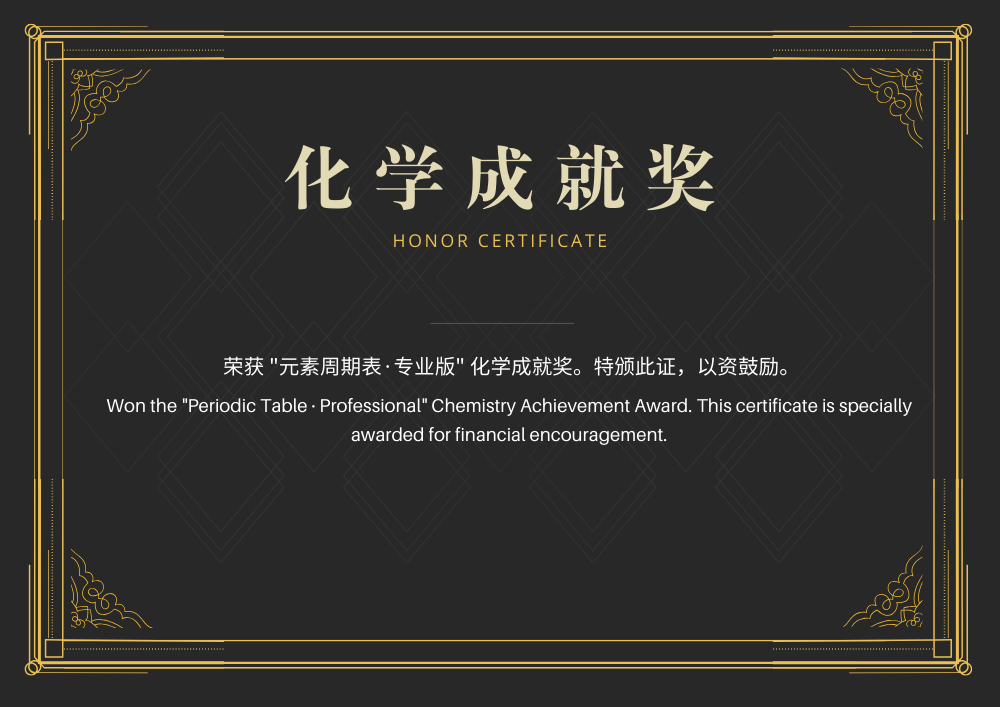 化学成就奖
HONOR CERTIFICATE
荣获 "元素周期表·专业版" 化学成就奖。特颁此证，以资鼓励。
Won the "Periodic Table · Professional" Chemistry Achievement Award. This certificate is specially
awarded for financial encouragement.